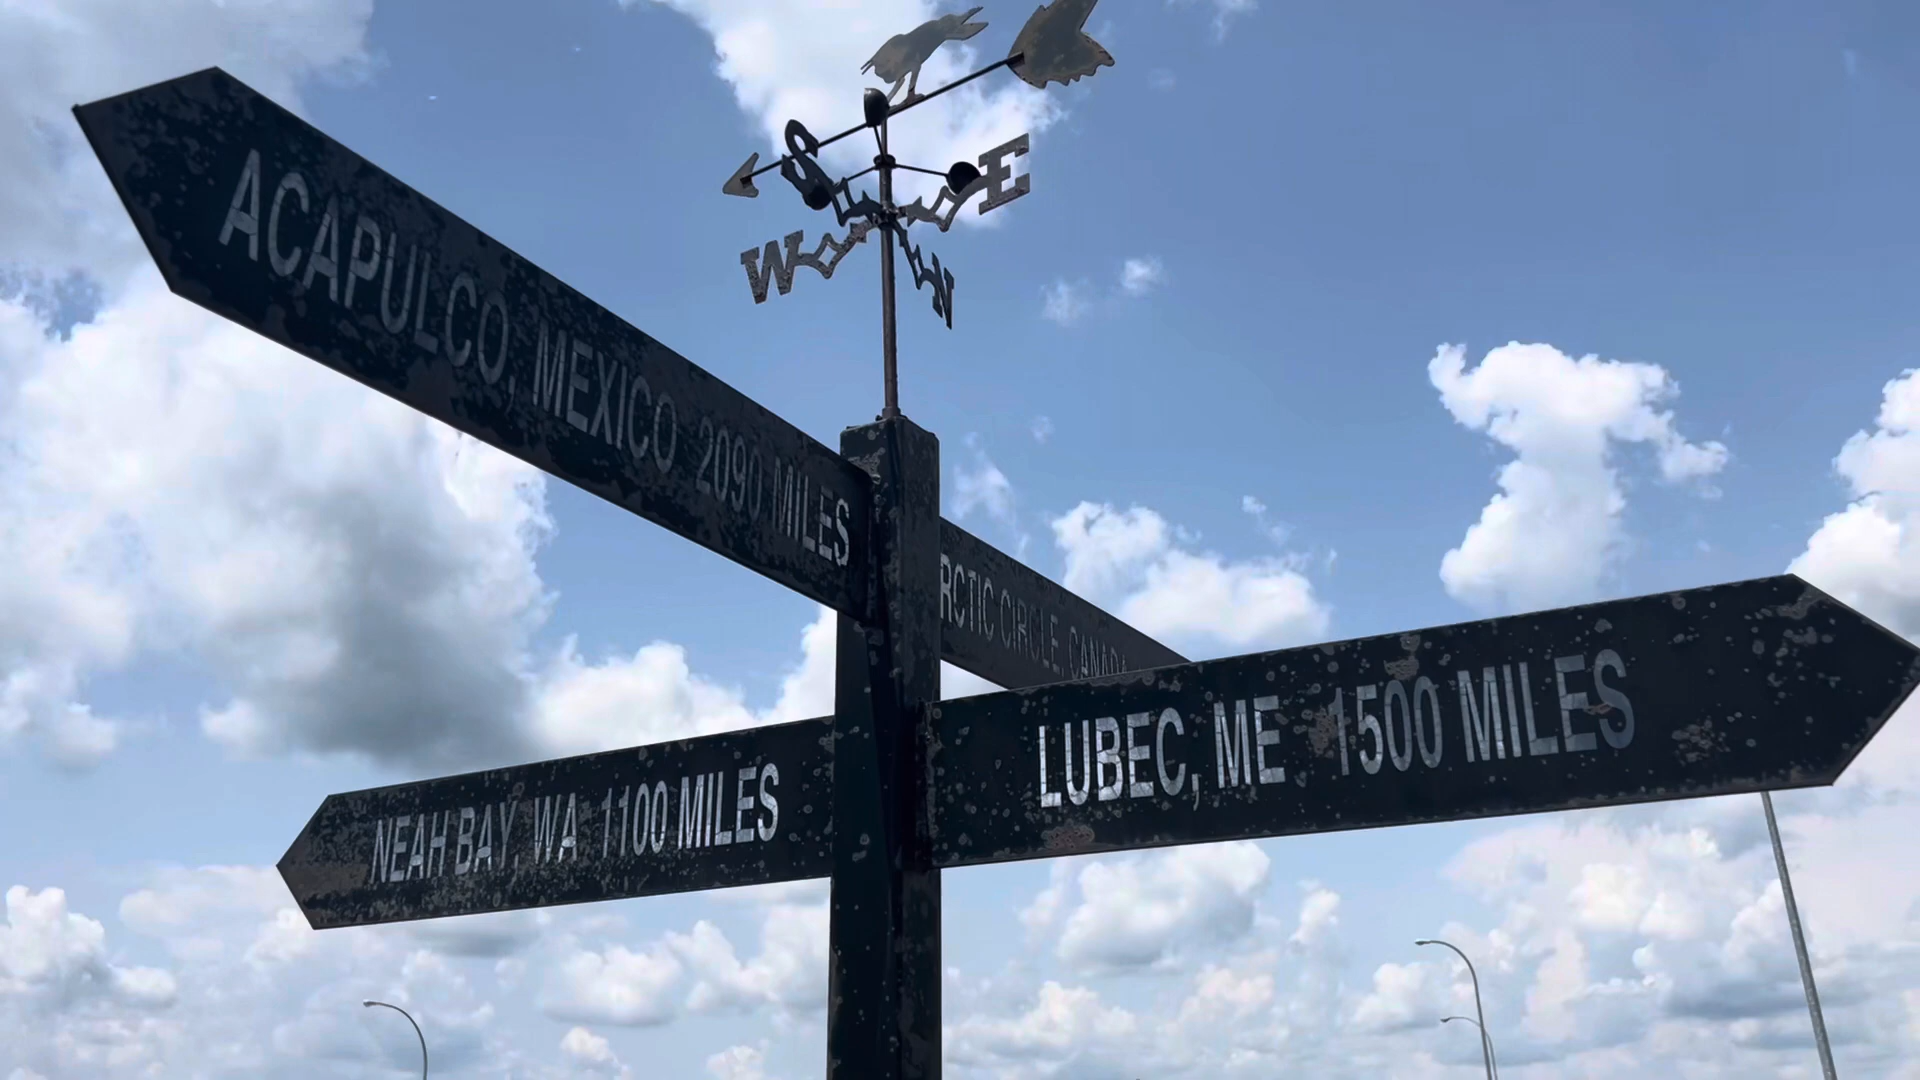 S
E
W
N
ACAPULCO, MEXICO 2090 MILES
RCTIC CIRCLE, CANADA
NEAH BAY, WA 1100 MILES
LUBEC, ME 1500 MILES